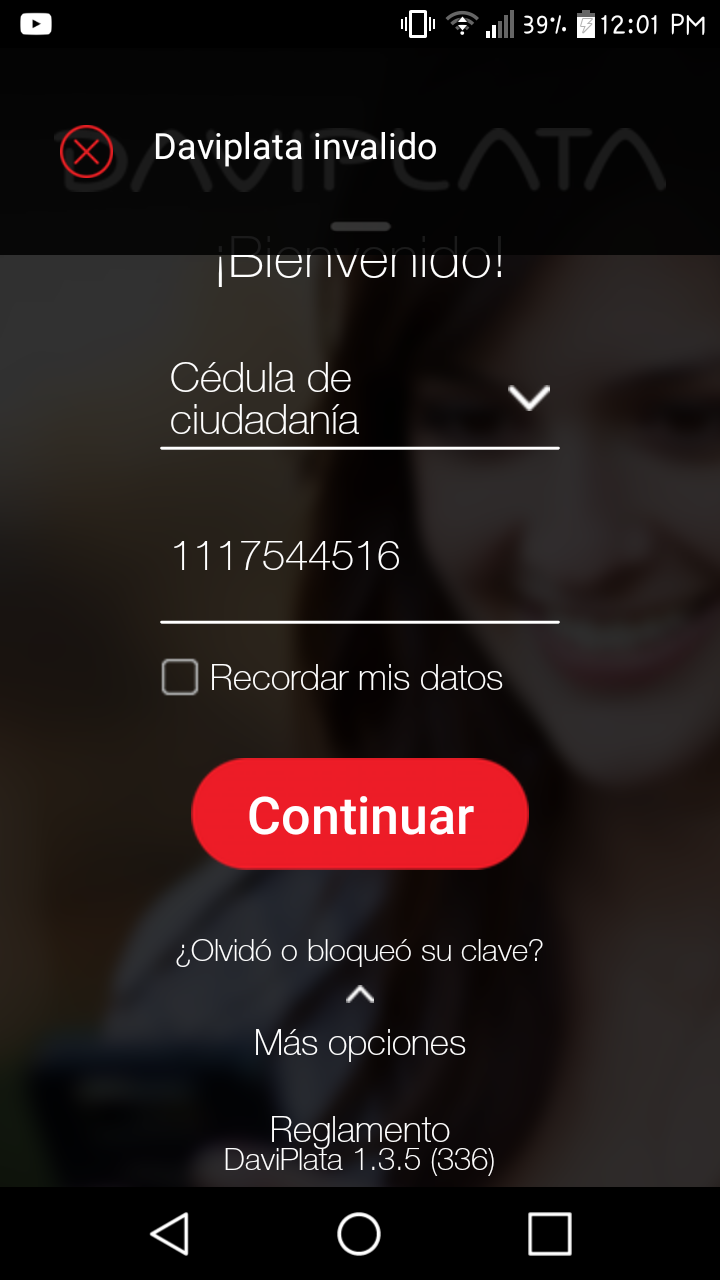 39% 12:01 PM
DAVIPLATA
Daviplata invalido
¡Bienvenido!
Cédula de
ciudadanía
1117544516
Recordar mis datos
Continuar
¿Olvidó o bloqueó su clave?
Más opciones
Reglamento
DaviPlata 1.3.5 (336)